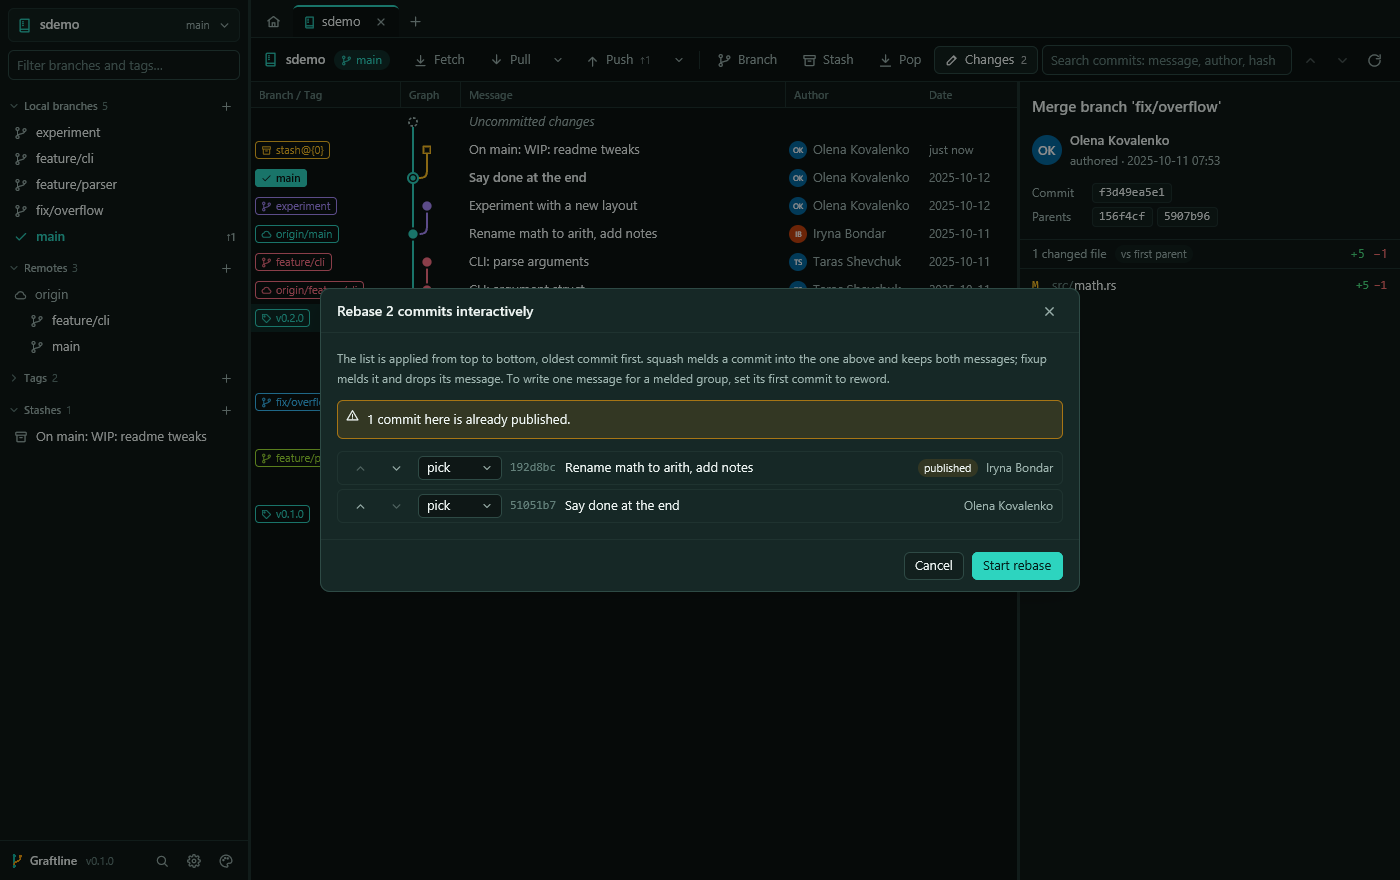 sdemo
main
Filter branches and tags...
Local branches 5
experiment
feature/cli
feature/parser
fix/overflow
main
↑1
Remotes 3
origin
feature/cli
main
Tags 2
Stashes 1
On main: WIP: readme tweaks
Graftline v0.1.0
sdemo
sdemo main Fetch Pull Push ↑1 Branch Stash Pop Changes 2 Search commits: message, author, hash
Branch / Tag Graph Message Author Date
Uncommitted changes
stash@{0} On main: WIP: readme tweaks OK Olena Kovalenko just now
main Say done at the end OK Olena Kovalenko 2025-10-12
experiment Experiment with a new layout OK Olena Kovalenko 2025-10-12
origin/main Rename math to arith, add notes IB Iryna Bondar 2025-10-11
feature/cli CLI: parse arguments TS Taras Shevchuk 2025-10-11
v0.2.0
v0.1.0
Merge branch 'fix/overflow'
OK Olena Kovalenko
authored · 2025-10-11 07:53
Commit f3d49ea5e1
Parents 156f4cf 5907b96
1 changed file vs first parent +5 −1
M src/math.rs +5 −1
Rebase 2 commits interactively
The list is applied from top to bottom, oldest commit first. squash melds a commit into the one above and keeps both messages; fixup
melds it and drops its message. To write one message for a melded group, set its first commit to reword.
1 commit here is already published.
pick 192d8bc Rename math to arith, add notes published Iryna Bondar
pick 51051b7 Say done at the end Olena Kovalenko
Cancel Start rebase